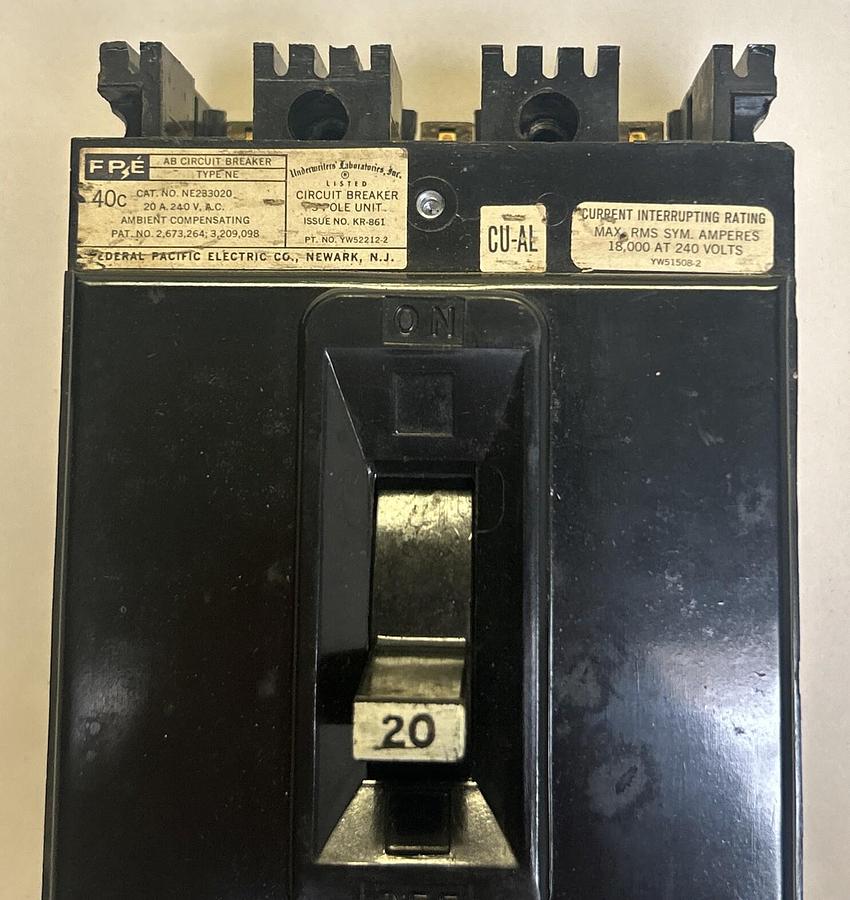 FPE
AB CIRCUIT BREAKER
TYPE NE
40c
CAT. NO. NE233020
20 A. 240 V. A.C.
AMBIENT COMPENSATING
PAT. NO. 2,673,264; 3,209,098
Underwriters' Laboratories, Inc.
LISTED
CIRCUIT BREAKER
POLE UNIT
ISSUE NO. KR-861
PT. NO. YW52212-2
FEDERAL PACIFIC ELECTRIC CO., NEWARK, N.J.
CU-AL
CURRENT INTERRUPTING RATING
MAX. RMS SYM. AMPERES
18,000 AT 240 VOLTS
YW51508-2
ON
20